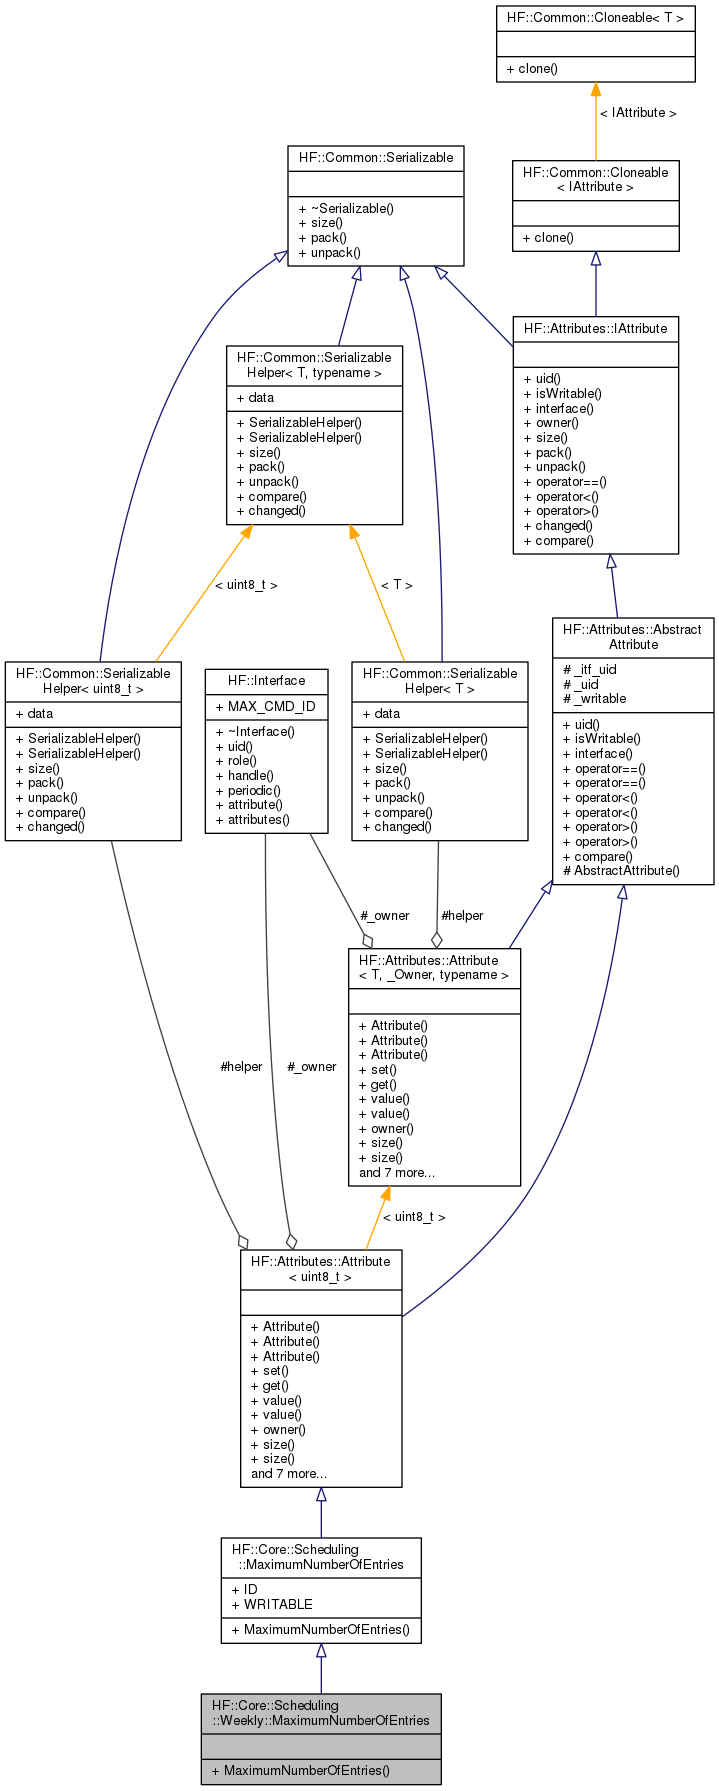 HF::Common::Cloneable< T >
+ clone()
< IAttribute >
HF::Common::Serializable
+ ~Serializable()
+ size()
+ pack()
+ unpack()
HF::Common::Cloneable
< IAttribute >
+ clone()
HF::Attributes::IAttribute
+ uid()
+ isWritable()
+ interface()
+ owner()
+ size()
+ pack()
+ unpack()
+ operator==()
+ operator<()
+ operator>()
+ changed()
+ compare()
HF::Common::Serializable
Helper< T, typename >
+ data
+ SerializableHelper()
+ SerializableHelper()
+ size()
+ pack()
+ unpack()
+ compare()
+ changed()
< uint8_t >
< T >
HF::Attributes::Abstract
Attribute
# _itf_uid
# _uid
# _writable
+ uid()
+ isWritable()
+ interface()
+ operator==()
+ operator==()
+ operator<()
+ operator<()
+ operator>()
+ operator>()
+ compare()
# AbstractAttribute()
HF::Common::Serializable
Helper< uint8_t >
+ data
+ SerializableHelper()
+ SerializableHelper()
+ size()
+ pack()
+ unpack()
+ compare()
+ changed()
HF::Interface
+ MAX_CMD_ID
+ ~Interface()
+ uid()
+ role()
+ handle()
+ periodic()
+ attribute()
+ attributes()
HF::Common::Serializable
Helper< T >
+ data
+ SerializableHelper()
+ SerializableHelper()
+ size()
+ pack()
+ unpack()
+ compare()
+ changed()
#_owner
#helper
HF::Attributes::Attribute
< T, _Owner, typename >
+ Attribute()
+ Attribute()
+ Attribute()
+ set()
+ get()
+ value()
+ value()
+ owner()
+ size()
+ size()
and 7 more...
#helper
#_owner
< uint8_t >
HF::Attributes::Attribute
< uint8_t >
+ Attribute()
+ Attribute()
+ Attribute()
+ set()
+ get()
+ value()
+ value()
+ owner()
+ size()
+ size()
and 7 more...
HF::Core::Scheduling
::MaximumNumberOfEntries
+ ID
+ WRITABLE
+ MaximumNumberOfEntries()
HF::Core::Scheduling
::Weekly::MaximumNumberOfEntries
+ MaximumNumberOfEntries()